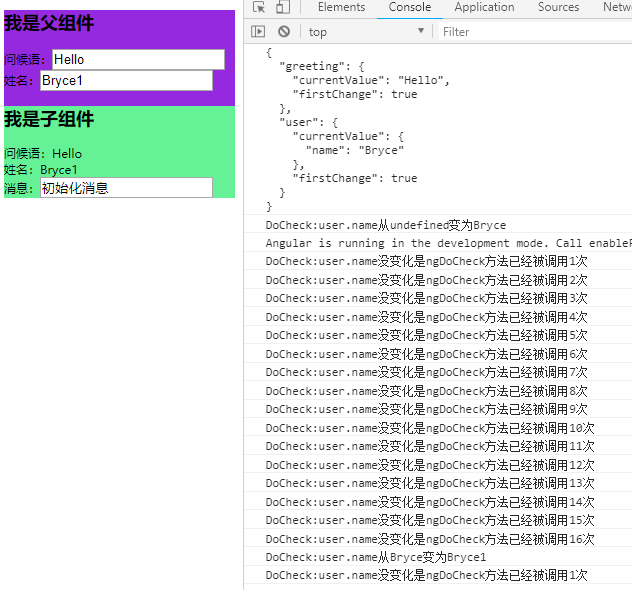 我是父组件
问候语：Hello
姓名：Bryce1
我是子组件
问候语：Hello
姓名：Bryce1
消息：初始化消息
Elements Console Application Sources Netwo
top Filter
{
"greeting": {
"currentValue": "Hello",
"firstChange": true
},
"user": {
"currentValue": {
"name": "Bryce"
},
"firstChange": true
}
}
DoCheck:user.name从undefined变为Bryce
Angular is running in the development mode. Call enable
DoCheck:user.name没变化是ngDoCheck方法已经被调用1次
DoCheck:user.name没变化是ngDoCheck方法已经被调用2次
DoCheck:user.name没变化是ngDoCheck方法已经被调用3次
DoCheck:user.name没变化是ngDoCheck方法已经被调用4次
DoCheck:user.name没变化是ngDoCheck方法已经被调用5次
DoCheck:user.name没变化是ngDoCheck方法已经被调用6次
DoCheck:user.name没变化是ngDoCheck方法已经被调用7次
DoCheck:user.name没变化是ngDoCheck方法已经被调用8次
DoCheck:user.name没变化是ngDoCheck方法已经被调用9次
DoCheck:user.name没变化是ngDoCheck方法已经被调用10次
DoCheck:user.name没变化是ngDoCheck方法已经被调用11次
DoCheck:user.name没变化是ngDoCheck方法已经被调用12次
DoCheck:user.name没变化是ngDoCheck方法已经被调用13次
DoCheck:user.name没变化是ngDoCheck方法已经被调用14次
DoCheck:user.name没变化是ngDoCheck方法已经被调用15次
DoCheck:user.name没变化是ngDoCheck方法已经被调用16次
DoCheck:user.name从Bryce变为Bryce1
DoCheck:user.name没变化是ngDoCheck方法已经被调用1次